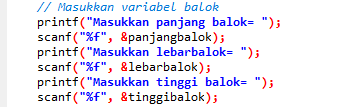 // Masukkan variabel balok
printf("Masukkan panjang balok= ");
scanf("%f", &panjangbalok);
printf("Masukkan lebarbalok= ");
scanf("%f", &lebarbalok);
printf("Masukkan tinggi balok= ");
scanf("%f", &tinggibalok);